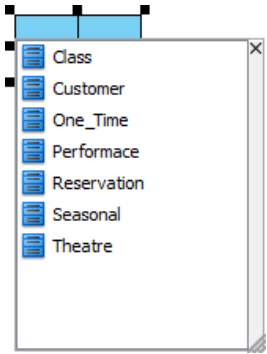 Class
Customer
One_Time
Performace
Reservation
Seasonal
Theatre